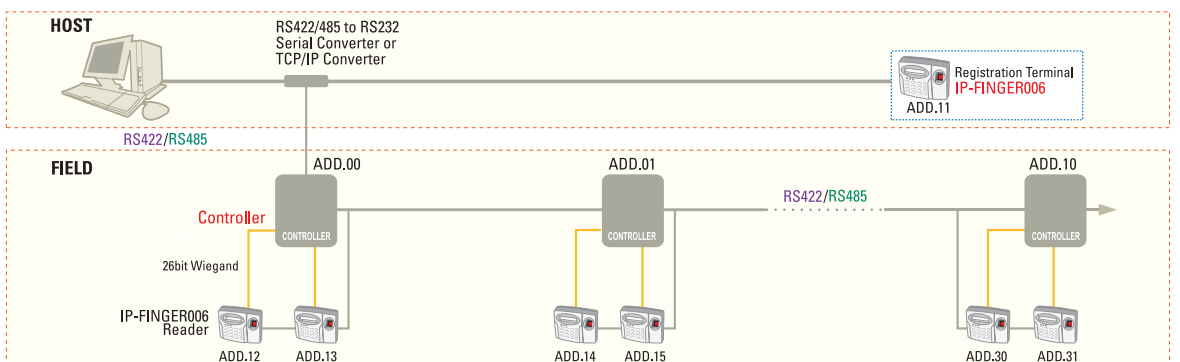 HOST
RS422/485 to RS232
Serial Converter or
TCP/IP Converter
Registration Terminal
IP-FINGER006
ADD.11
RS422/RS485
FIELD
ADD.00
ADD.01
ADD.10
RS422/RS485
Controller
CONTROLLER
CONTROLLER
CONTROLLER
26bit Wiegand
IP-FINGER006
Reader
ADD.12
ADD.13
ADD.14
ADD.15
ADD.30
ADD.31